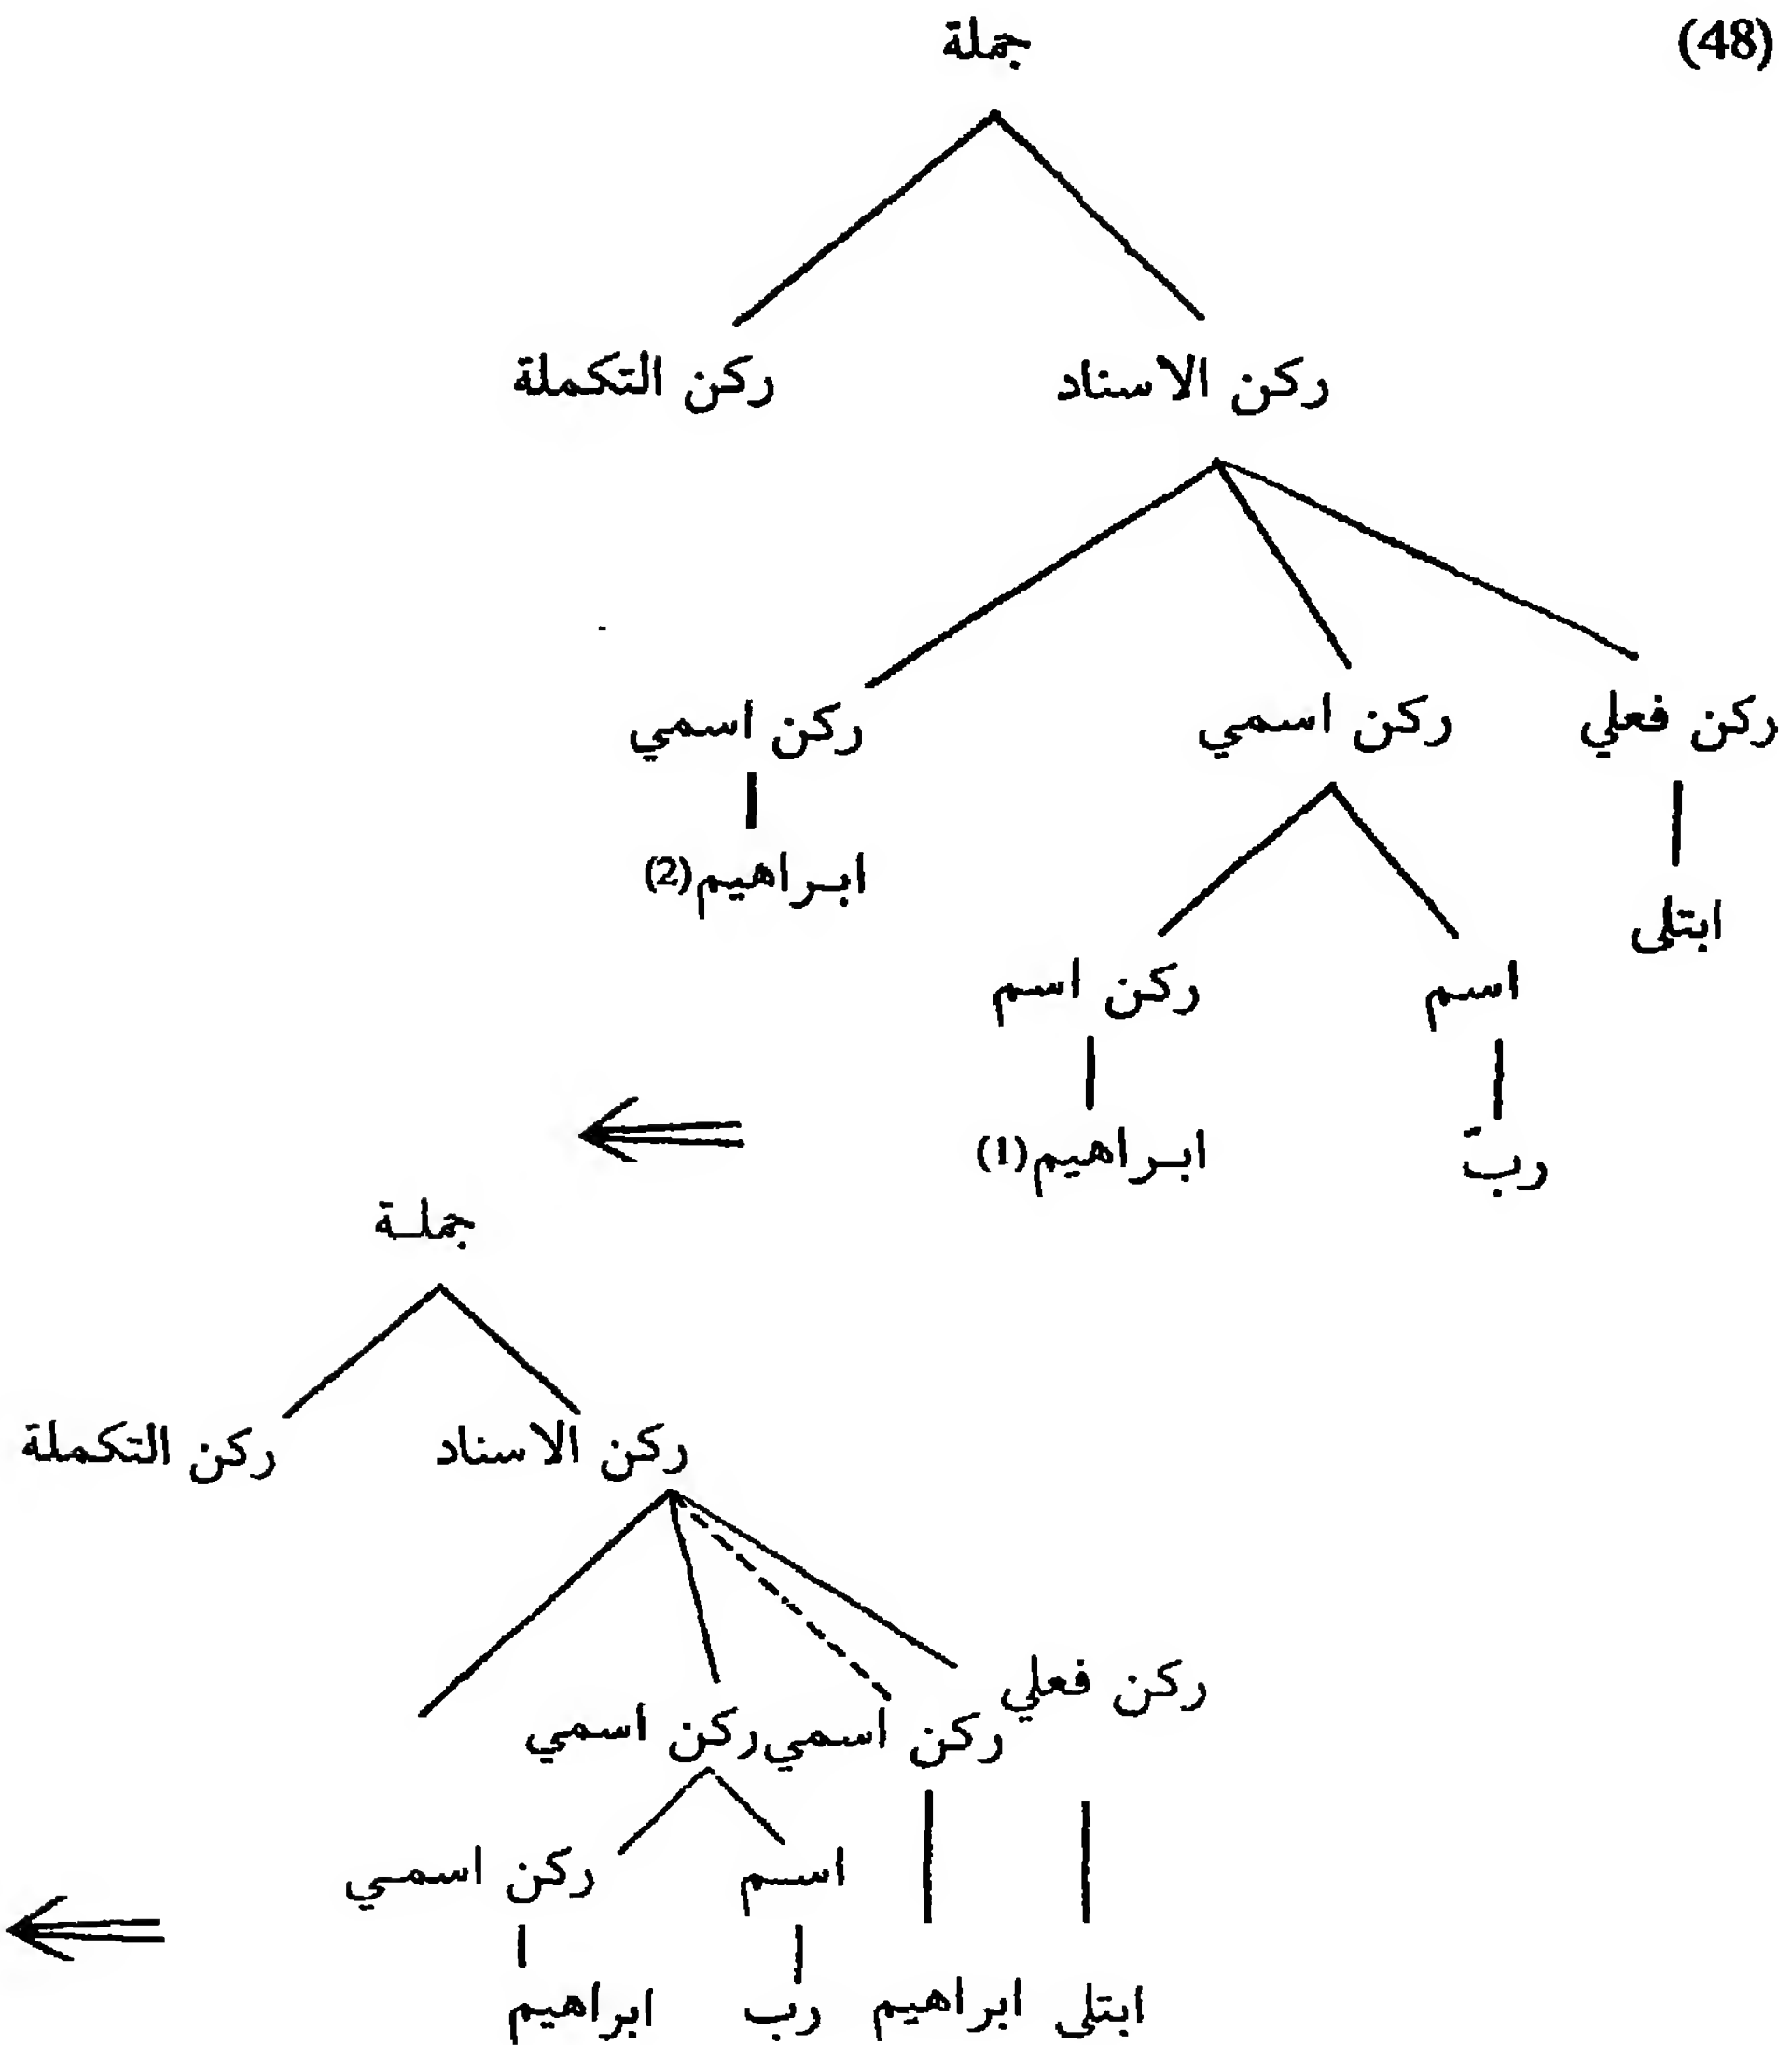 (48)
جملة
ركن الاسناد ركن التكملة
ركن فعلي ركن اسمي ركن اسمي
ابراهيم(2)
ابتلى
اسم ركن اسم
ربّ ابراهيم(1)
جملة
ركن الاسناد ركن التكملة
ركن فعلي
ركن اسمي ركن اسمي
اسم ركن اسمي
ابتلى ابراهيم رب ابراهيم